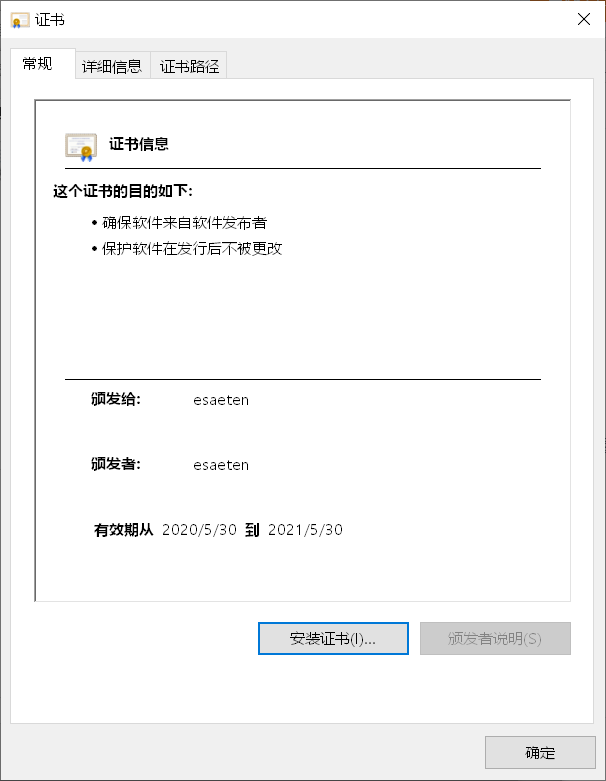 证书
常规 详细信息 证书路径
证书信息
这个证书的目的如下:
• 确保软件来自软件发布者
• 保护软件在发行后不被更改
颁发给: esaeten
颁发者: esaeten
有效期从 2020/5/30 到 2021/5/30
安装证书(I)... 颁发者说明(S)
确定